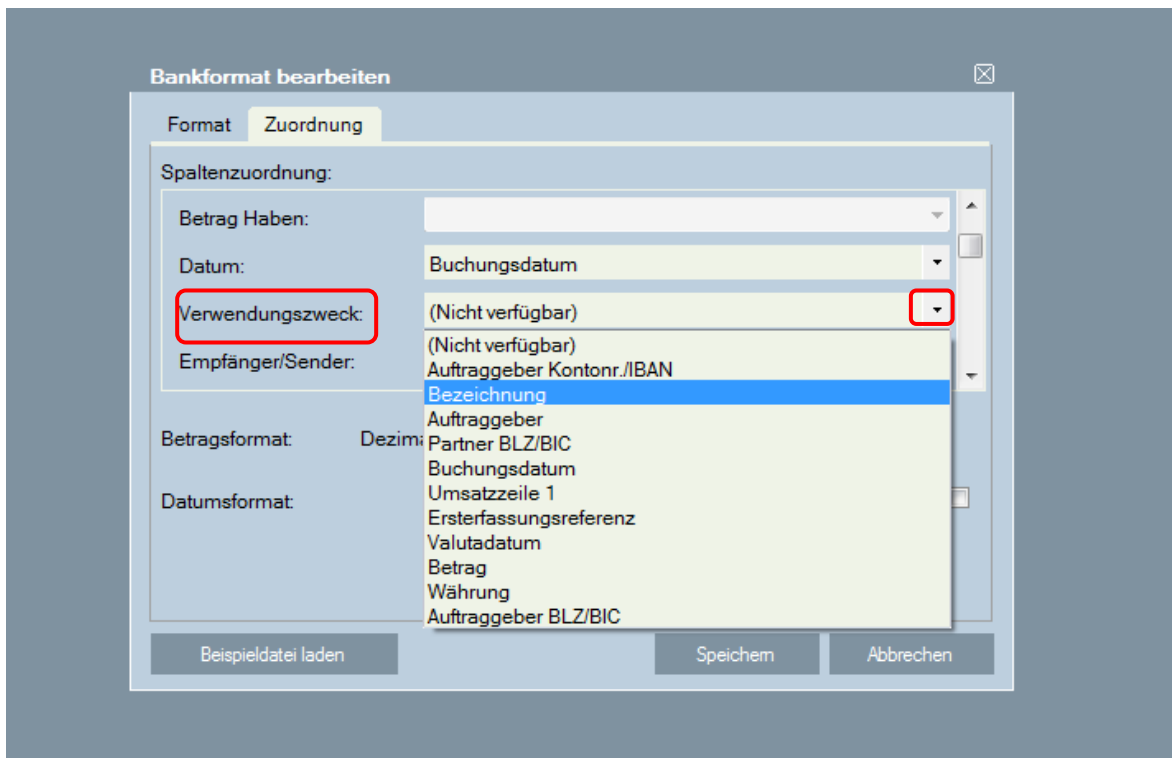 Bankformat bearbeiten
Format Zuordnung
Spaltenzuordnung:
Betrag Haben:
Datum: Buchungsdatum
Verwendungszweck: (Nicht verfügbar)
Empfänger/Sender:
(Nicht verfügbar)
Auftraggeber Kontonr./IBAN
Bezeichnung
Auftraggeber
Partner BLZ/BIC
Buchungsdatum
Umsatzzeile 1
Ersterfassungsreferenz
Valutadatum
Betrag
Währung
Auftraggeber BLZ/BIC
Betragsformat: Dezima
Datumsformat:
Beispieldatei laden Speichern Abbrechen